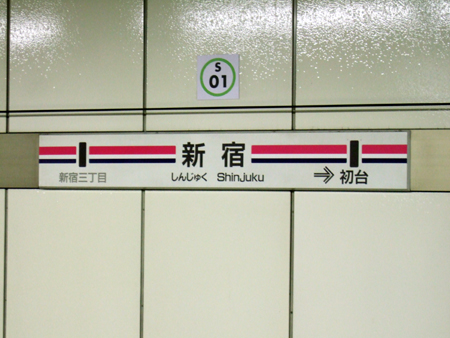 S
01
新宿
新宿三丁目
しんじゅく Shinjuku
⇒ 初台